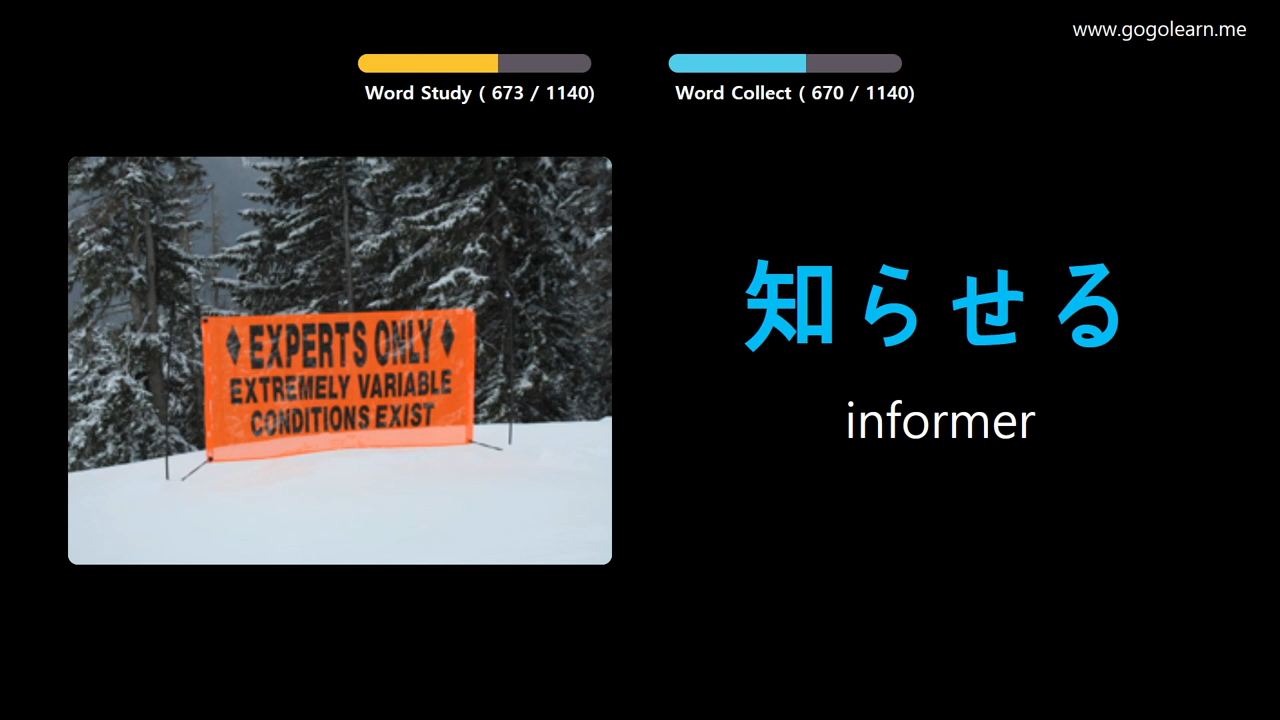 www.gogolearn.me
Word Study ( 673 / 1140)
Word Collect ( 670 / 1140)
♦EXPERTS ONLY♦
EXTREMELY VARIABLE
CONDITIONS EXIST
知らせる
informer